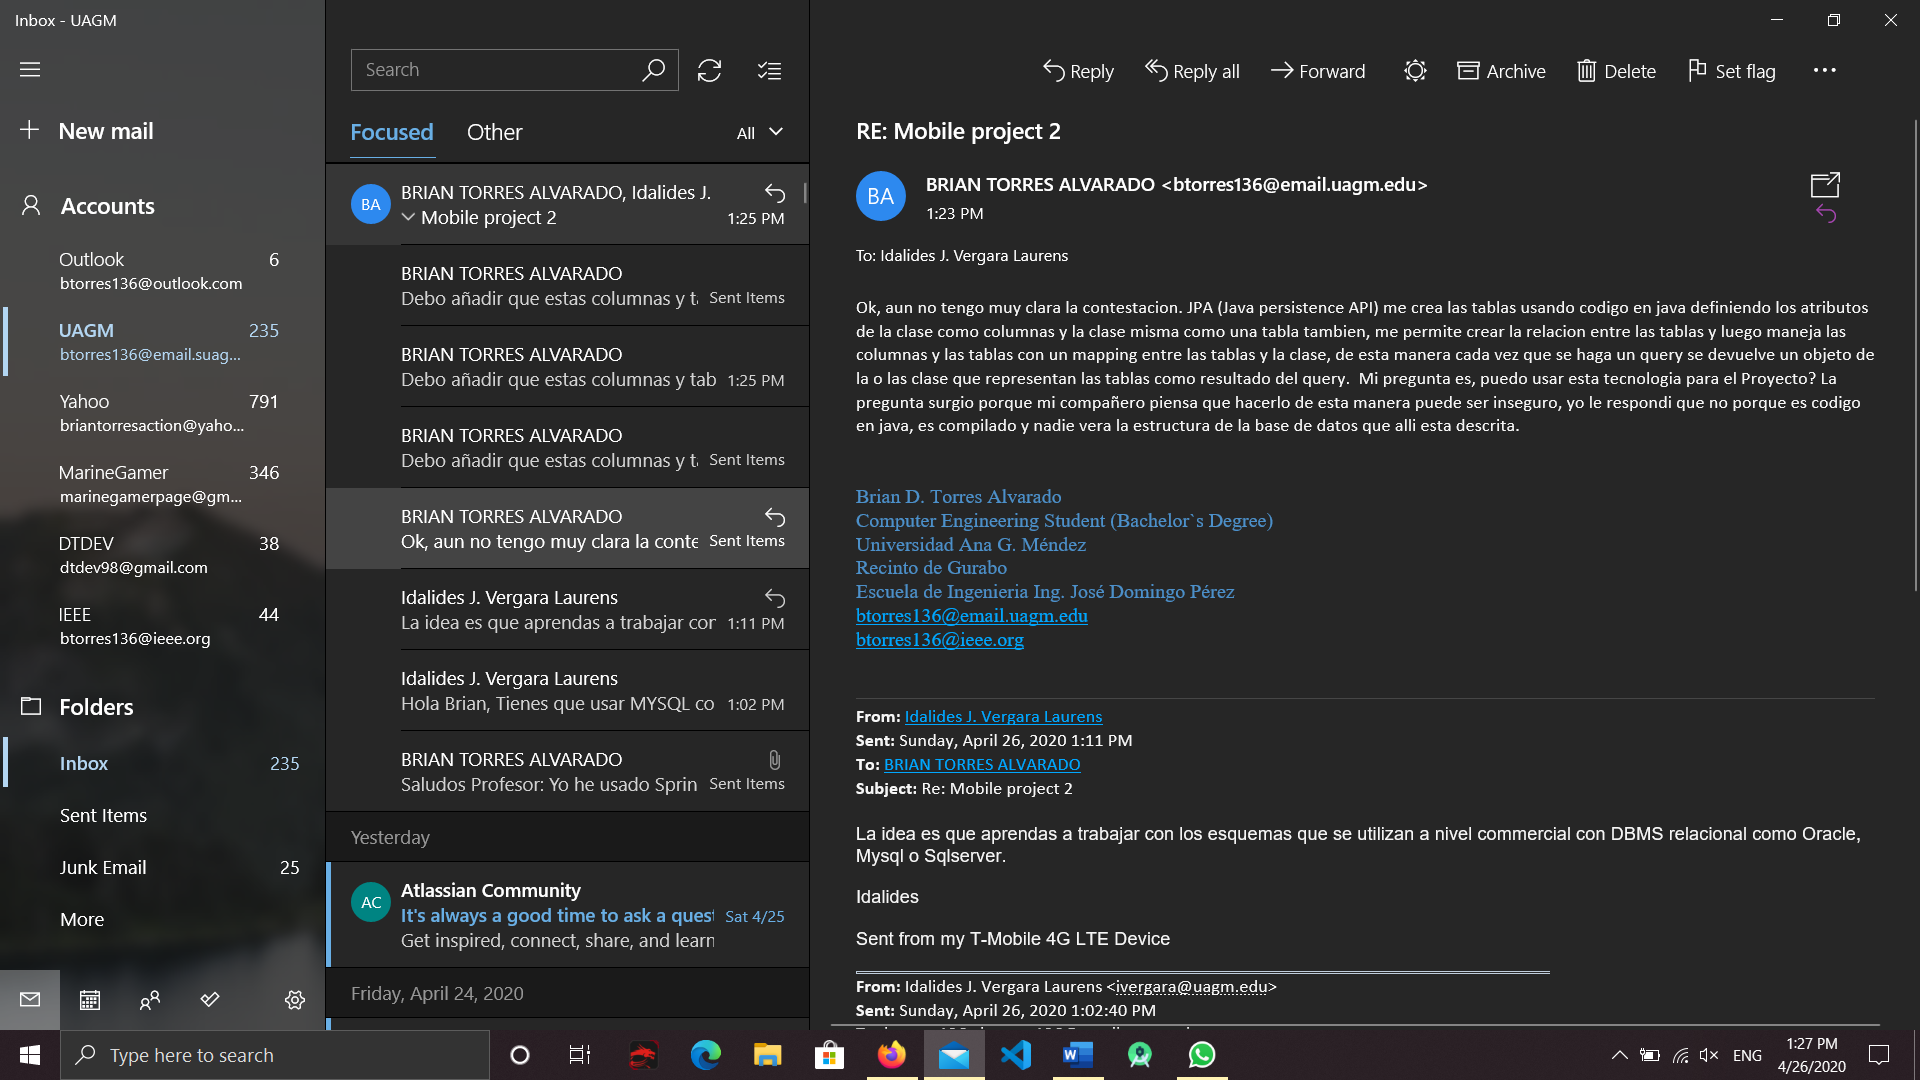 Inbox - UAGM
New mail
Accounts
Outlook 6
btorres136@outlook.com
UAGM 235
btorres136@email.suag...
Yahoo 791
briantorresaction@yaho...
MarineGamer 346
marinegamerpage@gm...
DTDEV 38
dtdev98@gmail.com
IEEE 44
btorres136@ieee.org
Folders
Inbox 235
Sent Items
Junk Email 25
More
Search
Focused Other All
BRIAN TORRES ALVARADO, Idalides J.
Mobile project 2 1:25 PM
BRIAN TORRES ALVARADO
Debo añadir que estas columnas y t Sent Items
BRIAN TORRES ALVARADO
Debo añadir que estas columnas y tab 1:25 PM
BRIAN TORRES ALVARADO
Debo añadir que estas columnas y t Sent Items
BRIAN TORRES ALVARADO
Ok, aun no tengo muy clara la conte Sent Items
Idalides J. Vergara Laurens
La idea es que aprendas a trabajar con 1:11 PM
Idalides J. Vergara Laurens
Hola Brian, Tienes que usar MYSQL co 1:02 PM
BRIAN TORRES ALVARADO
Saludos Profesor: Yo he usado Sprin Sent Items
Yesterday
AC Atlassian Community
It's always a good time to ask a quest Sat 4/25
Get inspired, connect, share, and learn
Friday, April 24, 2020
Reply Reply all Forward Archive Delete Set flag
RE: Mobile project 2
BA BRIAN TORRES ALVARADO <btorres136@email.uagm.edu>
1:23 PM
To: Idalides J. Vergara Laurens
Ok, aun no tengo muy clara la contestacion. JPA (Java persistence API) me crea las tablas usando codigo en java definiendo los atributos
de la clase como columnas y la clase misma como una tabla tambien, me permite crear la relacion entre las tablas y luego maneja las
columnas y las tablas con un mapping entre las tablas y la clase, de esta manera cada vez que se haga un query se devuelve un objeto de
la o las clase que representan las tablas como resultado del query.  Mi pregunta es, puedo usar esta tecnologia para el Proyecto? La
pregunta surgio porque mi compañero piensa que hacerlo de esta manera puede ser inseguro, yo le respondi que no porque es codigo
en java, es compilado y nadie vera la estructura de la base de datos que alli esta descrita.
Brian D. Torres Alvarado
Computer Engineering Student (Bachelor`s Degree)
Universidad Ana G. Méndez
Recinto de Gurabo
Escuela de Ingenieria Ing. José Domingo Pérez
btorres136@email.uagm.edu
btorres136@ieee.org
From: Idalides J. Vergara Laurens
Sent: Sunday, April 26, 2020 1:11 PM
To: BRIAN TORRES ALVARADO
Subject: Re: Mobile project 2
La idea es que aprendas a trabajar con los esquemas que se utilizan a nivel commercial con DBMS relacional como Oracle,
Mysql o Sqlserver.
Idalides
Sent from my T-Mobile 4G LTE Device
From: Idalides J. Vergara Laurens <ivergara@uagm.edu>
Sent: Sunday, April 26, 2020 1:02:40 PM
Type here to search
ENG 1:27 PM
4/26/2020